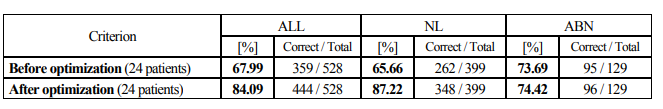 Criterion ALL NL ABN
[%] Correct / Total [%] Correct / Total [%] Correct / Total
Before optimization (24 patients) 67.99 359 / 528 65.66 262 / 399 73.69 95 / 129
After optimization (24 patients) 84.09 444 / 528 87.22 348 / 399 74.42 96 / 129